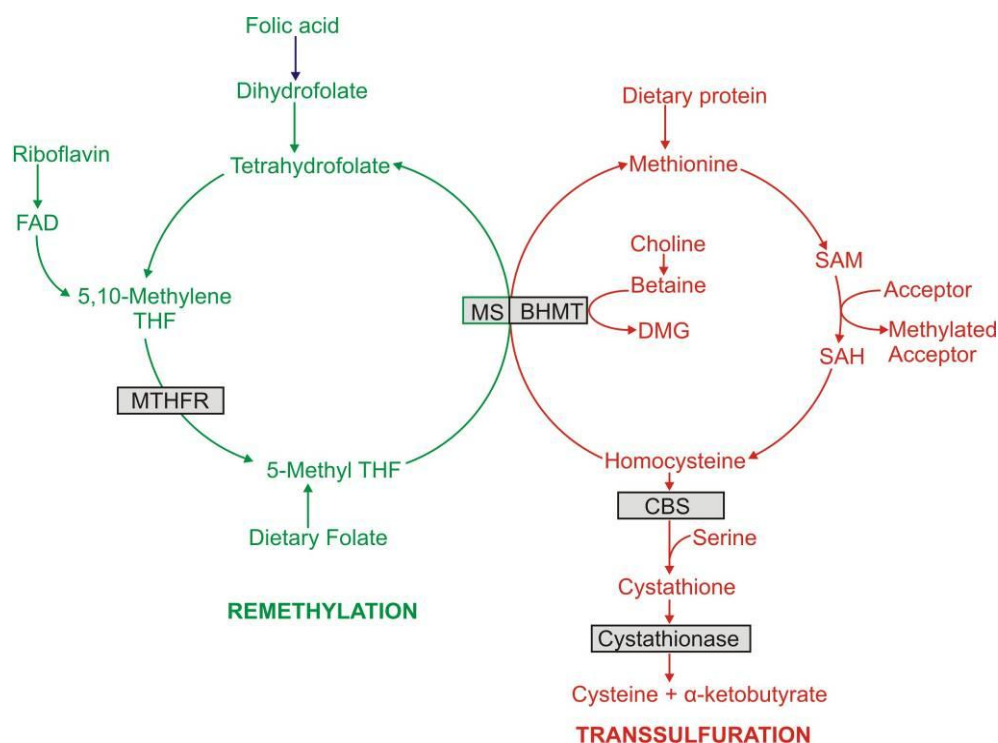 Folic acid
Dihydrofolate
Tetrahydrofolate
Riboflavin
FAD
5,10-Methylene
THF
MTHFR
5-Methyl THF
Dietary Folate
REMETHYLATION
MS
BHMT
Dietary protein
Methionine
Choline
Betaine
DMG
SAM
Acceptor
Methylated
Acceptor
SAH
Homocysteine
CBS
Serine
Cystathione
Cystathionase
Cysteine + α-ketobutyrate
TRANSSULFURATION